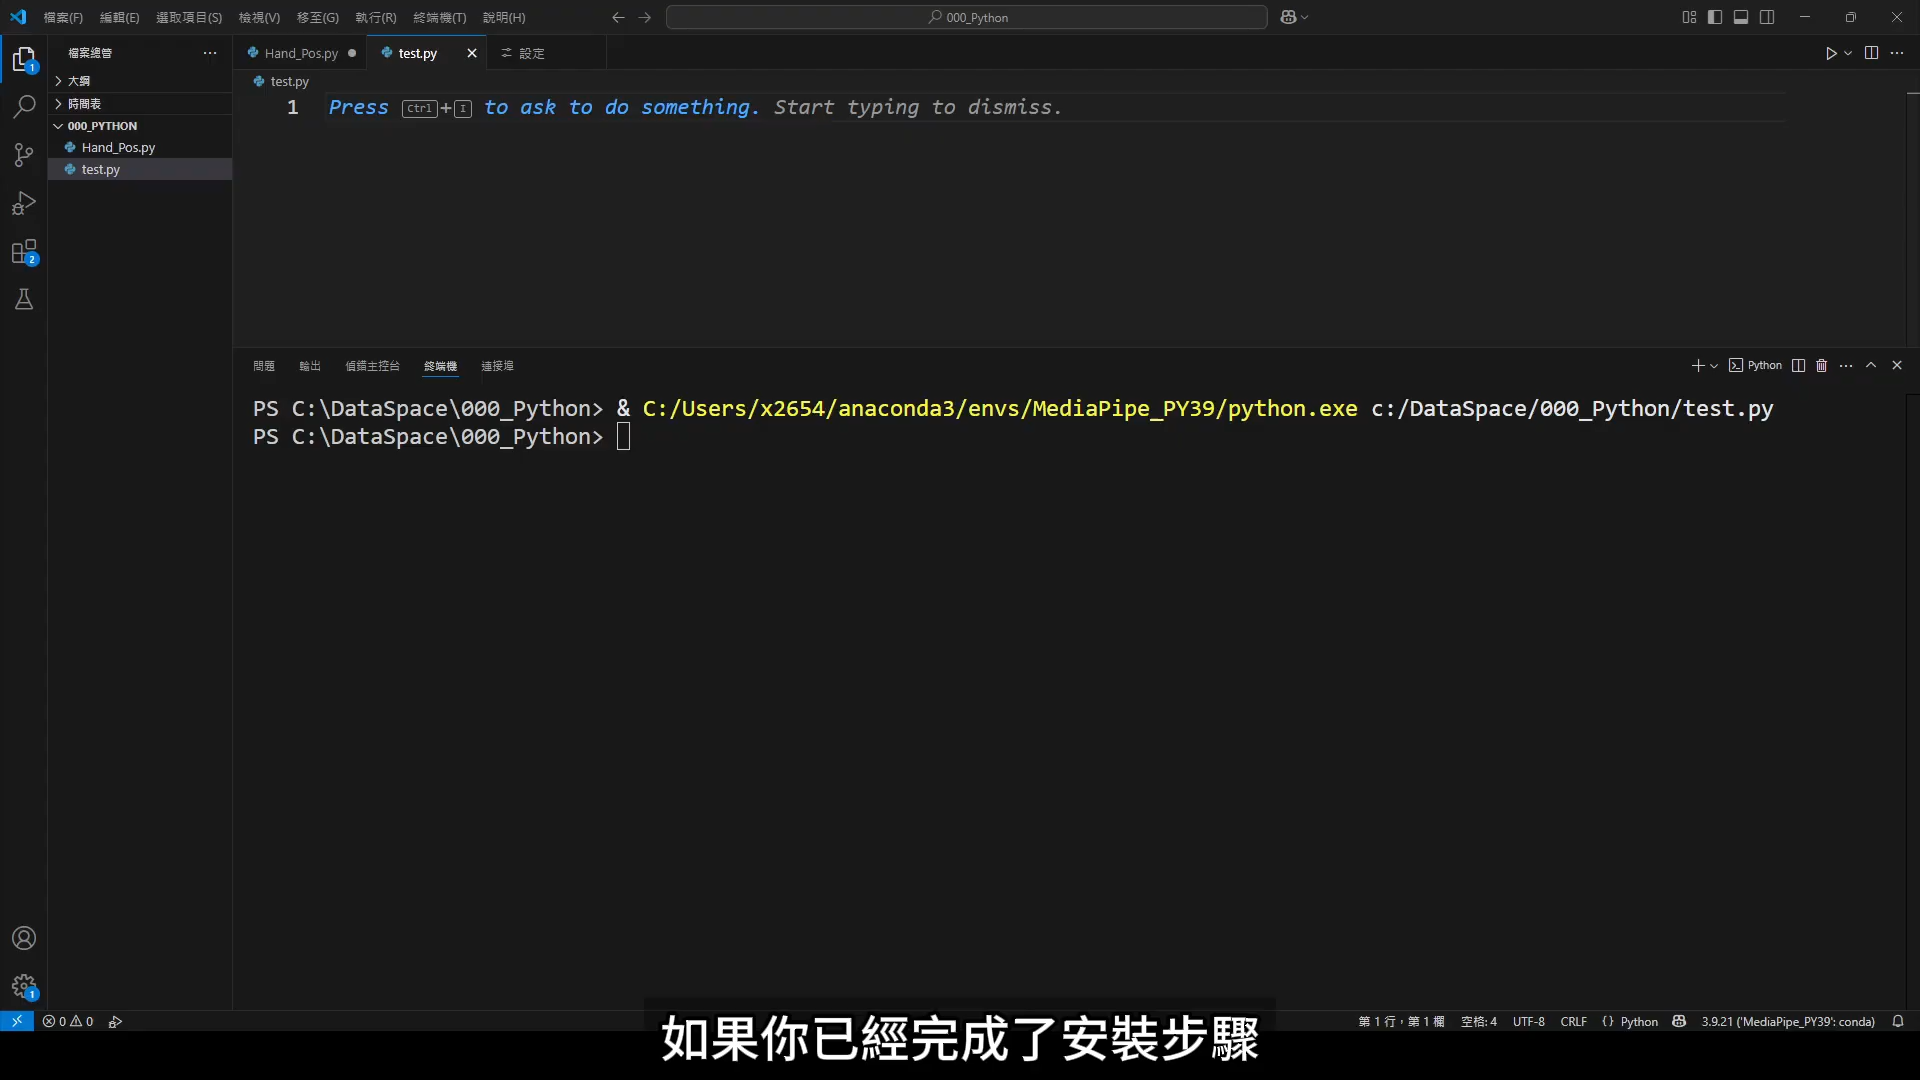 檔案(F) 編輯(E) 選取項目(S) 檢視(V) 移至(G) 執行(R) 終端機(T) 說明(H) 000_Python
檔案總管
大綱
時間表
000_PYTHON
Hand_Pos.py
test.py
Hand_Pos.py test.py 設定
test.py
1 Press Ctrl+I to ask to do something. Start typing to dismiss.
問題 輸出 偵錯主控台 終端機 連接埠 Python
PS C:\DataSpace\000_Python> & C:/Users/x2654/anaconda3/envs/MediaPipe_PY39/python.exe c:/DataSpace/000_Python/test.py
PS C:\DataSpace\000_Python>
1
2
1
0 0 第 1 行，第 1 欄 空格: 4 UTF-8 CRLF {} Python 3.9.21 ('MediaPipe_PY39': conda)
如果你已經完成了安裝步驟